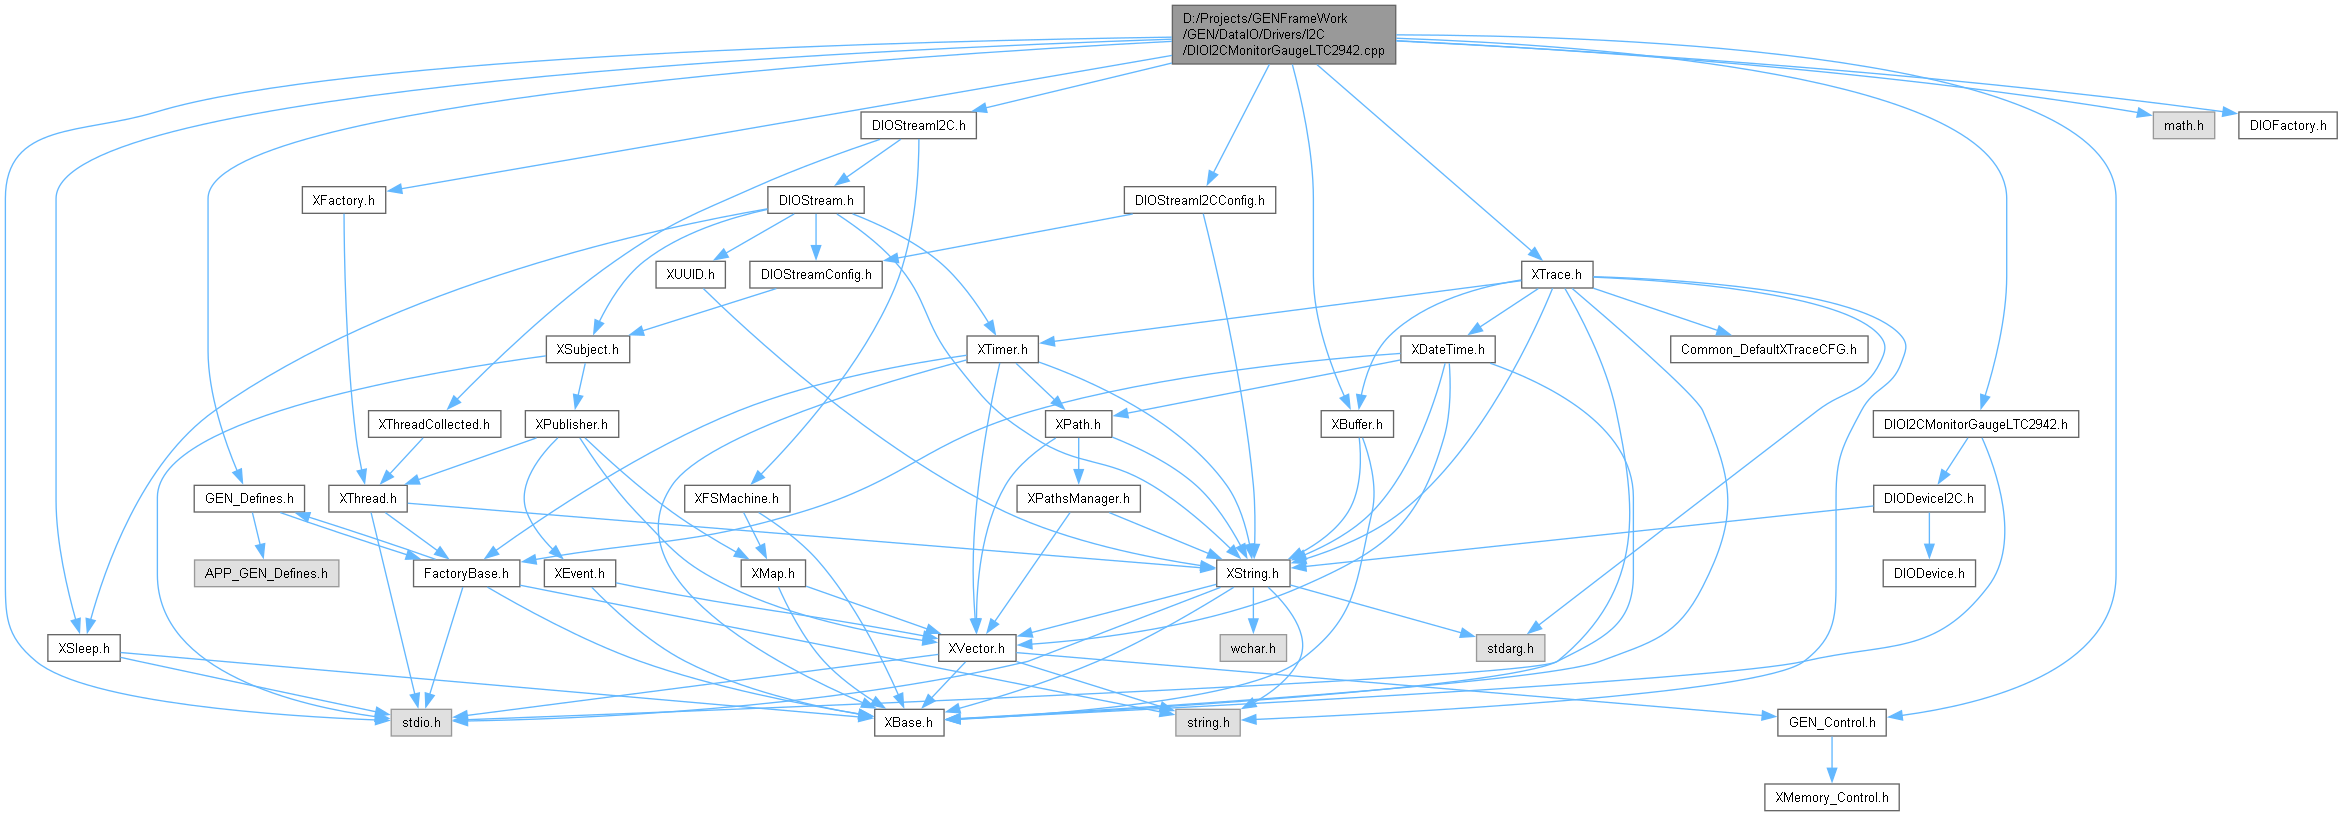 D:/Projects/GENFrameWork
/GEN/DataIO/Drivers/I2C
/DIOI2CMonitorGaugeLTC2942.cpp
DIOStreamI2C.h
math.h
DIOFactory.h
XFactory.h
DIOStream.h
DIOStreamI2CConfig.h
XUUID.h
DIOStreamConfig.h
XTrace.h
XSubject.h
XTimer.h
XDateTime.h
Common_DefaultXTraceCFG.h
XThreadCollected.h
XPublisher.h
XPath.h
XBuffer.h
DIOI2CMonitorGaugeLTC2942.h
GEN_Defines.h
XThread.h
XFSMachine.h
XPathsManager.h
DIODeviceI2C.h
APP_GEN_Defines.h
FactoryBase.h
XEvent.h
XMap.h
XString.h
DIODevice.h
XSleep.h
XVector.h
wchar.h
stdarg.h
stdio.h
XBase.h
string.h
GEN_Control.h
XMemory_Control.h